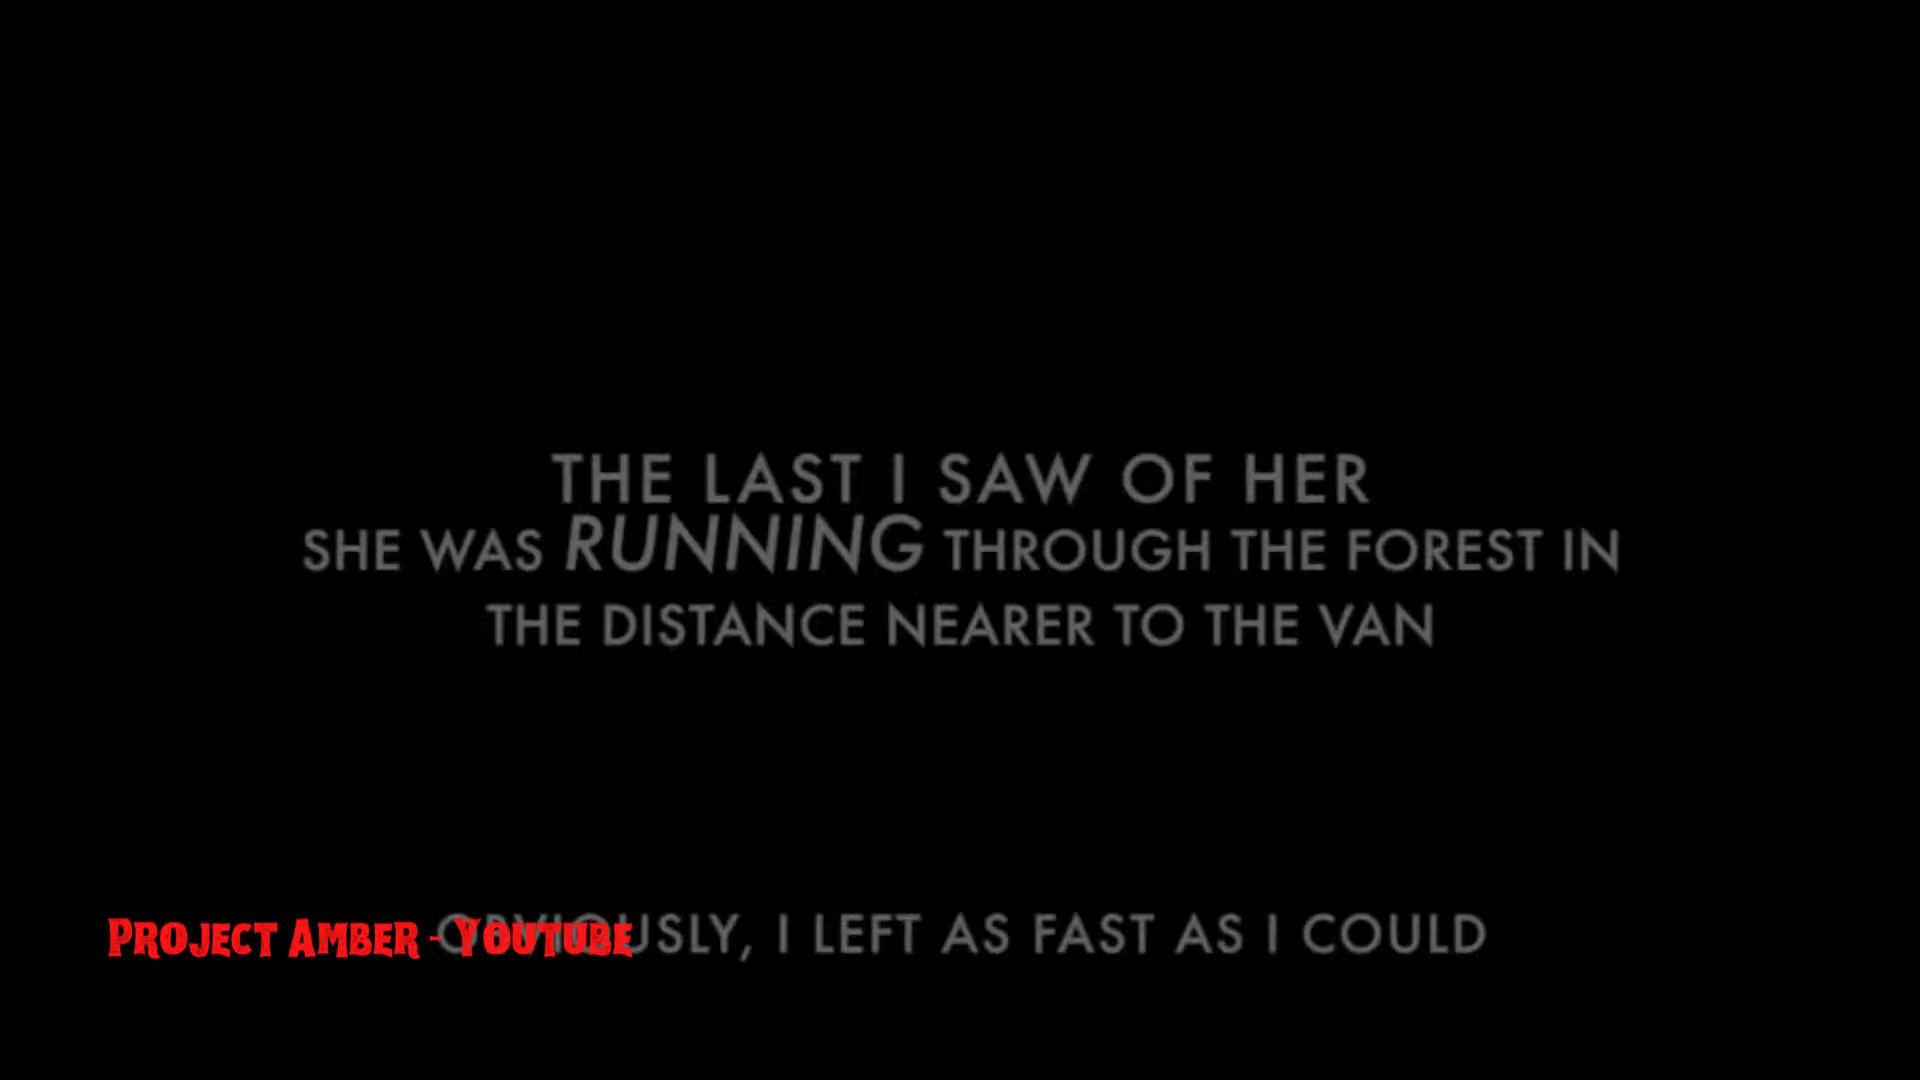 THE LAST I SAW OF HER
SHE WAS RUNNING THROUGH THE FOREST IN
THE DISTANCE NEARER TO THE VAN
OBVIOUSLY, I LEFT AS FAST AS I COULD
Project Amber - Youtube